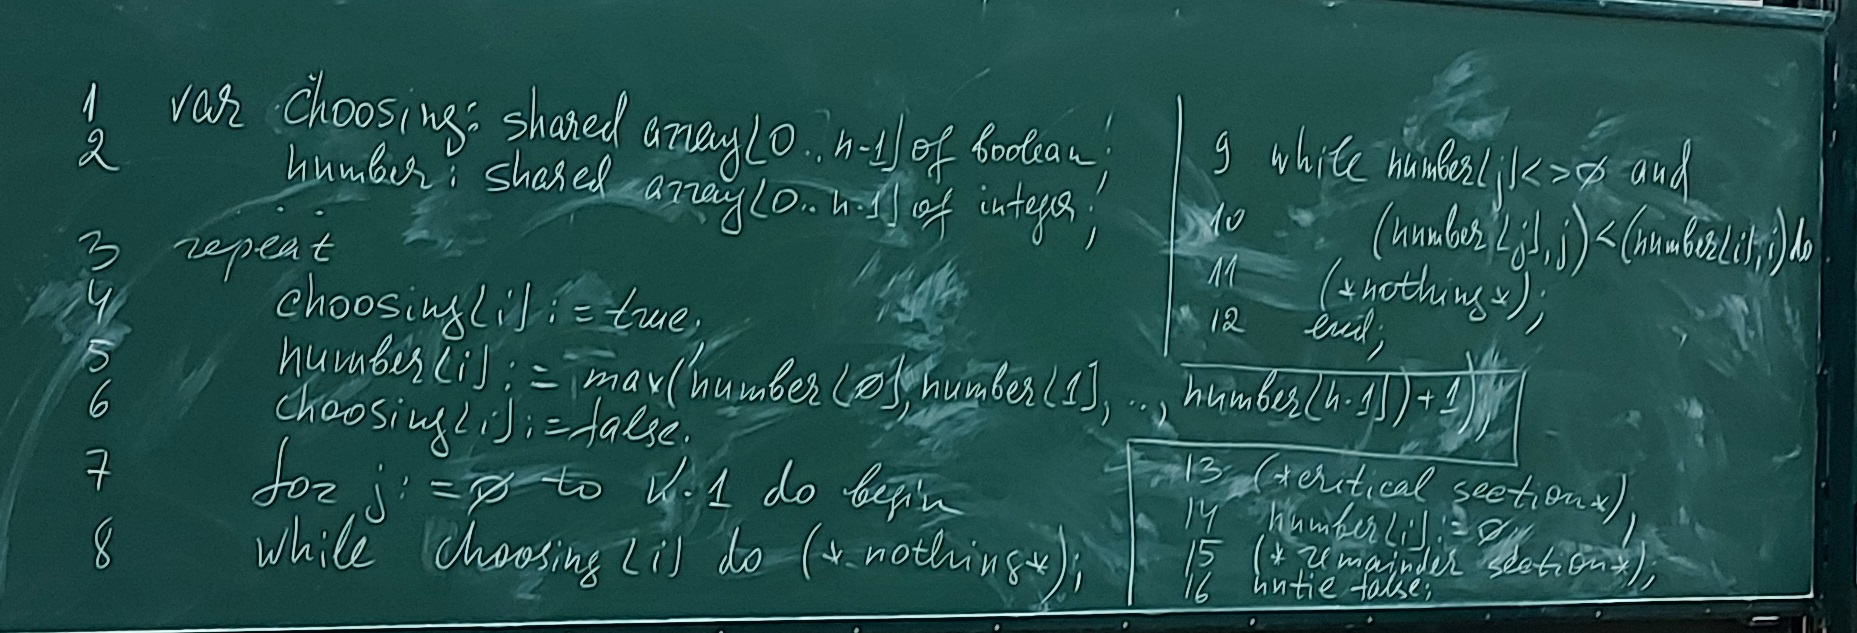 1 var choosing: shared array[0..n-1] of boolean;
2 number: shared array[0..n-1] of integer;
...
3 repeat
4 choosing[i] := true;
5 number[i] := max(number[ø], number[1], .., number[n-1]) + 1);
6 choosing[i] := false;
7 for j := ø to n-1 do begin
8 while choosing[i] do (*nothing*);
9 while number[j] <> ø and
10 (number[j], j) < (number[i], i) do
11 (*nothing*);
12 end;
13 (*critical section*);
14 number[i] := ø;
15 (*remainder section*);
16 until false;